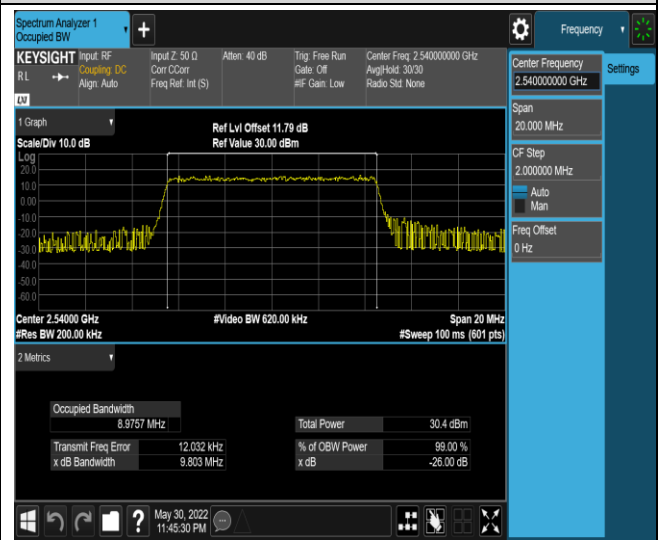 Spectrum Analyzer 1
Occupied BW
Frequency
KEYSIGHT Input: RF Input Z: 50 Ω Atten: 40 dB Trig: Free Run Center Freq: 2.540000000 GHz
RL Coupling: DC Corr CCorr Gate: Off Avg|Hold: 30/30
Align: Auto Freq Ref: Int (S) #IF Gain: Low Radio Std: None
LXI
1 Graph
Ref Lvl Offset 11.79 dB
Scale/Div 10.0 dB Ref Value 30.00 dBm
Log
20.0
10.0
0.00
-10.0
-20.0
-30.0
-40.0
-50.0
-60.0
Center 2.54000 GHz #Video BW 620.00 kHz Span 20 MHz
#Res BW 200.00 kHz #Sweep 100 ms (601 pts)
2 Metrics
Occupied Bandwidth
8.9757 MHz
Total Power 30.4 dBm
Transmit Freq Error 12.032 kHz % of OBW Power 99.00 %
x dB Bandwidth 9.803 MHz x dB -26.00 dB
May 30, 2022
11:45:30 PM
Center Frequency
2.540000000 GHz
Settings
Span
20.000 MHz
CF Step
2.000000 MHz
Auto
Man
Freq Offset
0 Hz